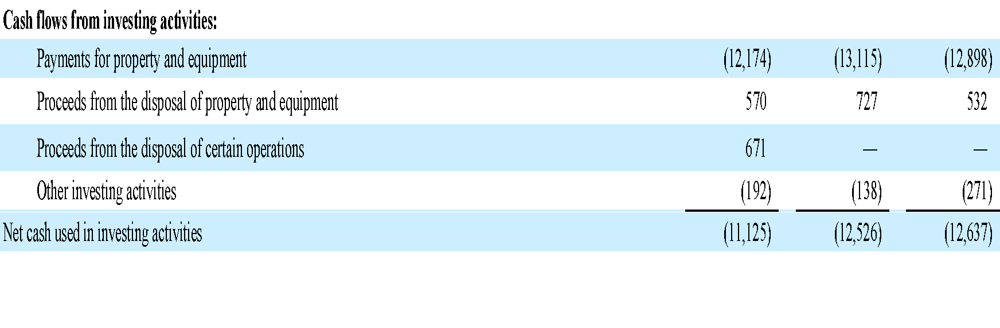 Cash flows from investing activities:
Payments for property and equipment (12,174) (13,115) (12,898)
Proceeds from the disposal of property and equipment 570 727 532
Proceeds from the disposal of certain operations 671 — —
Other investing activities (192) (138) (271)
Net cash used in investing activities (11,125) (12,526) (12,637)